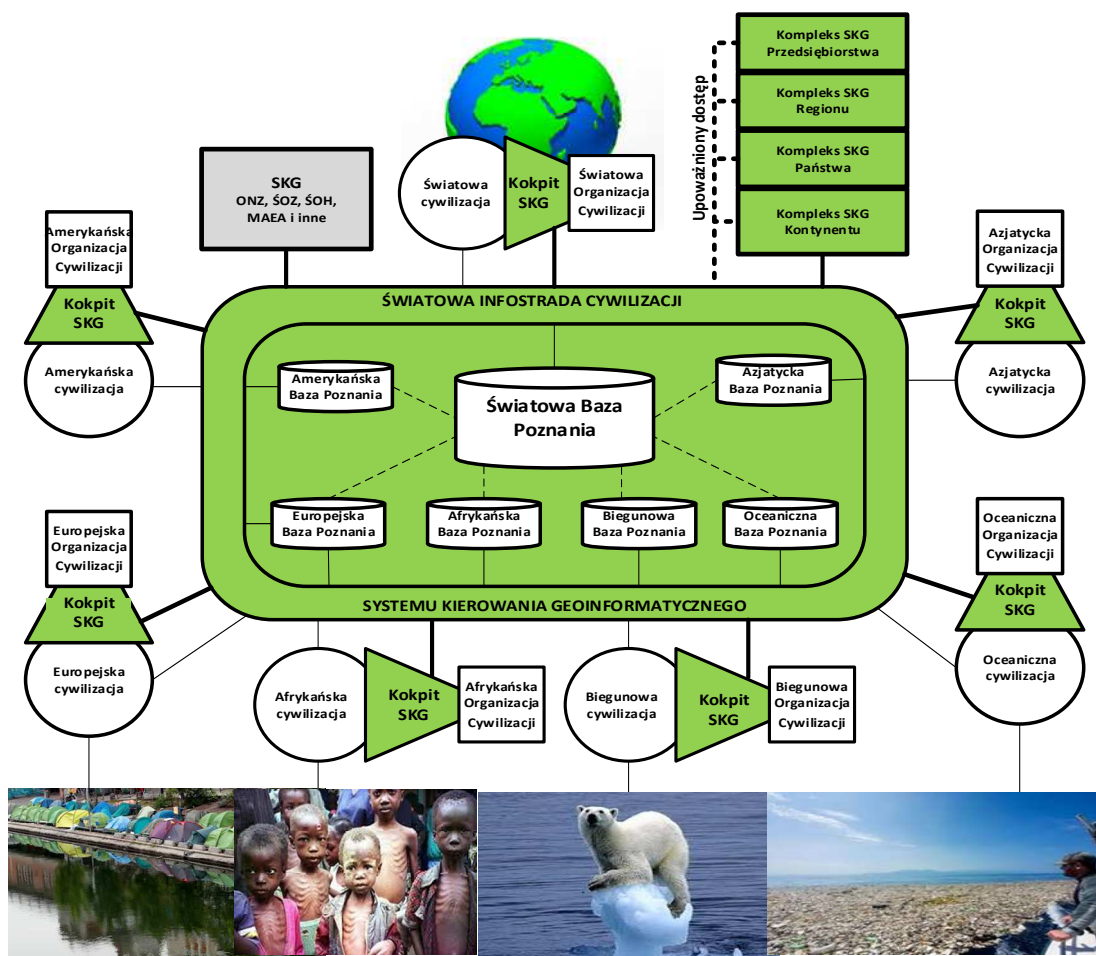 Kompleks SKG
Przedsiębiorstwa
Kompleks SKG
Regionu
Kompleks SKG
Państwa
Kompleks SKG
Kontynentu
Upoważniony dostęp
SKG
ONZ, ŚOZ, ŚOH,
MAEA i inne
Światowa
cywilizacja
Kokpit
SKG
Światowa
Organizacja
Cywilizacji
Amerykańska
Organizacja
Cywilizacji
Kokpit
SKG
Amerykańska
cywilizacja
Azjatycka
Organizacja
Cywilizacji
Kokpit
SKG
Azjatycka
cywilizacja
ŚWIATOWA INFOSTRADA CYWILIZACJI
Amerykańska
Baza Poznania
Światowa Baza
Poznania
Azjatycka
Baza Poznania
Europejska
Baza Poznania
Afrykańska
Baza Poznania
Biegunowa
Baza Poznania
Oceaniczna
Baza Poznania
SYSTEMU KIEROWANIA GEOINFORMATYCZNEGO
Europejska
Organizacja
Cywilizacji
Kokpit
SKG
Europejska
cywilizacja
Oceaniczna
Organizacja
Cywilizacji
Kokpit
SKG
Oceaniczna
cywilizacja
Afrykańska
cywilizacja
Kokpit
SKG
Afrykańska
Organizacja
Cywilizacji
Biegunowa
cywilizacja
Kokpit
SKG
Biegunowa
Organizacja
Cywilizacji